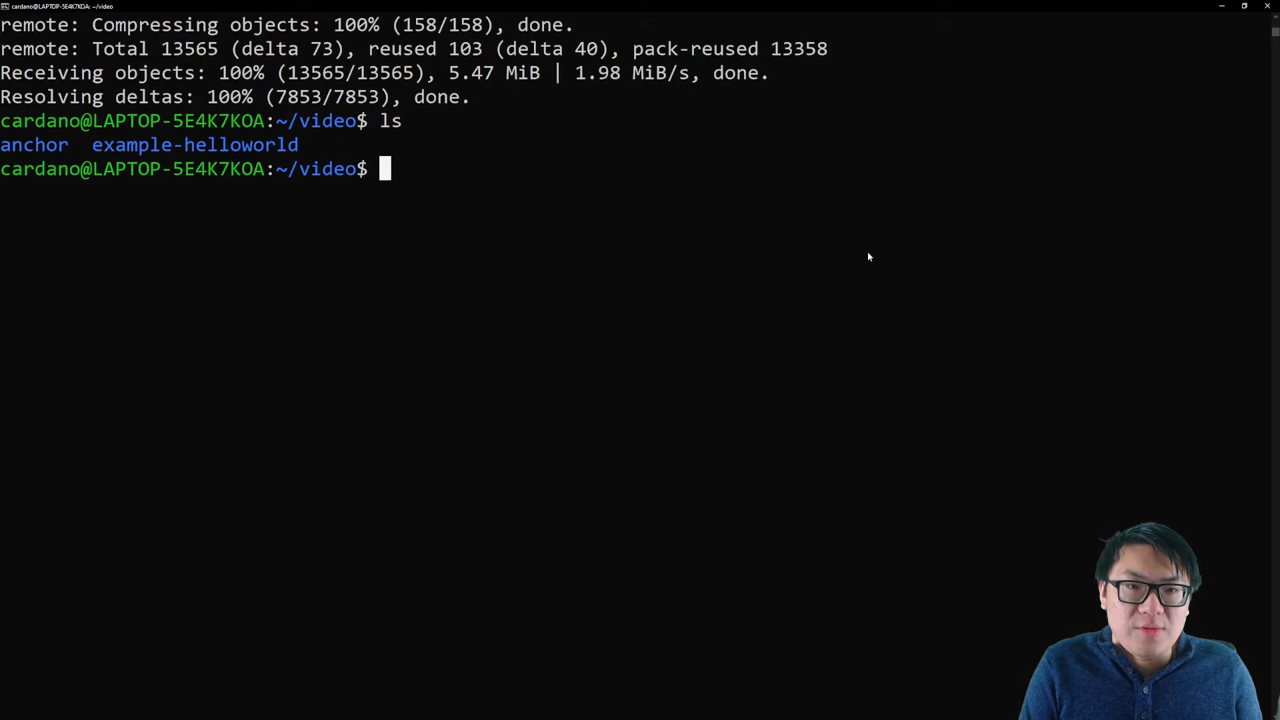 cardano@LAPTOP-5E4K7KOA: ~/video
remote: Compressing objects: 100% (158/158), done.
remote: Total 13565 (delta 73), reused 103 (delta 40), pack-reused 13358
Receiving objects: 100% (13565/13565), 5.47 MiB | 1.98 MiB/s, done.
Resolving deltas: 100% (7853/7853), done.
cardano@LAPTOP-5E4K7KOA:~/video$ ls
anchor  example-helloworld
cardano@LAPTOP-5E4K7KOA:~/video$